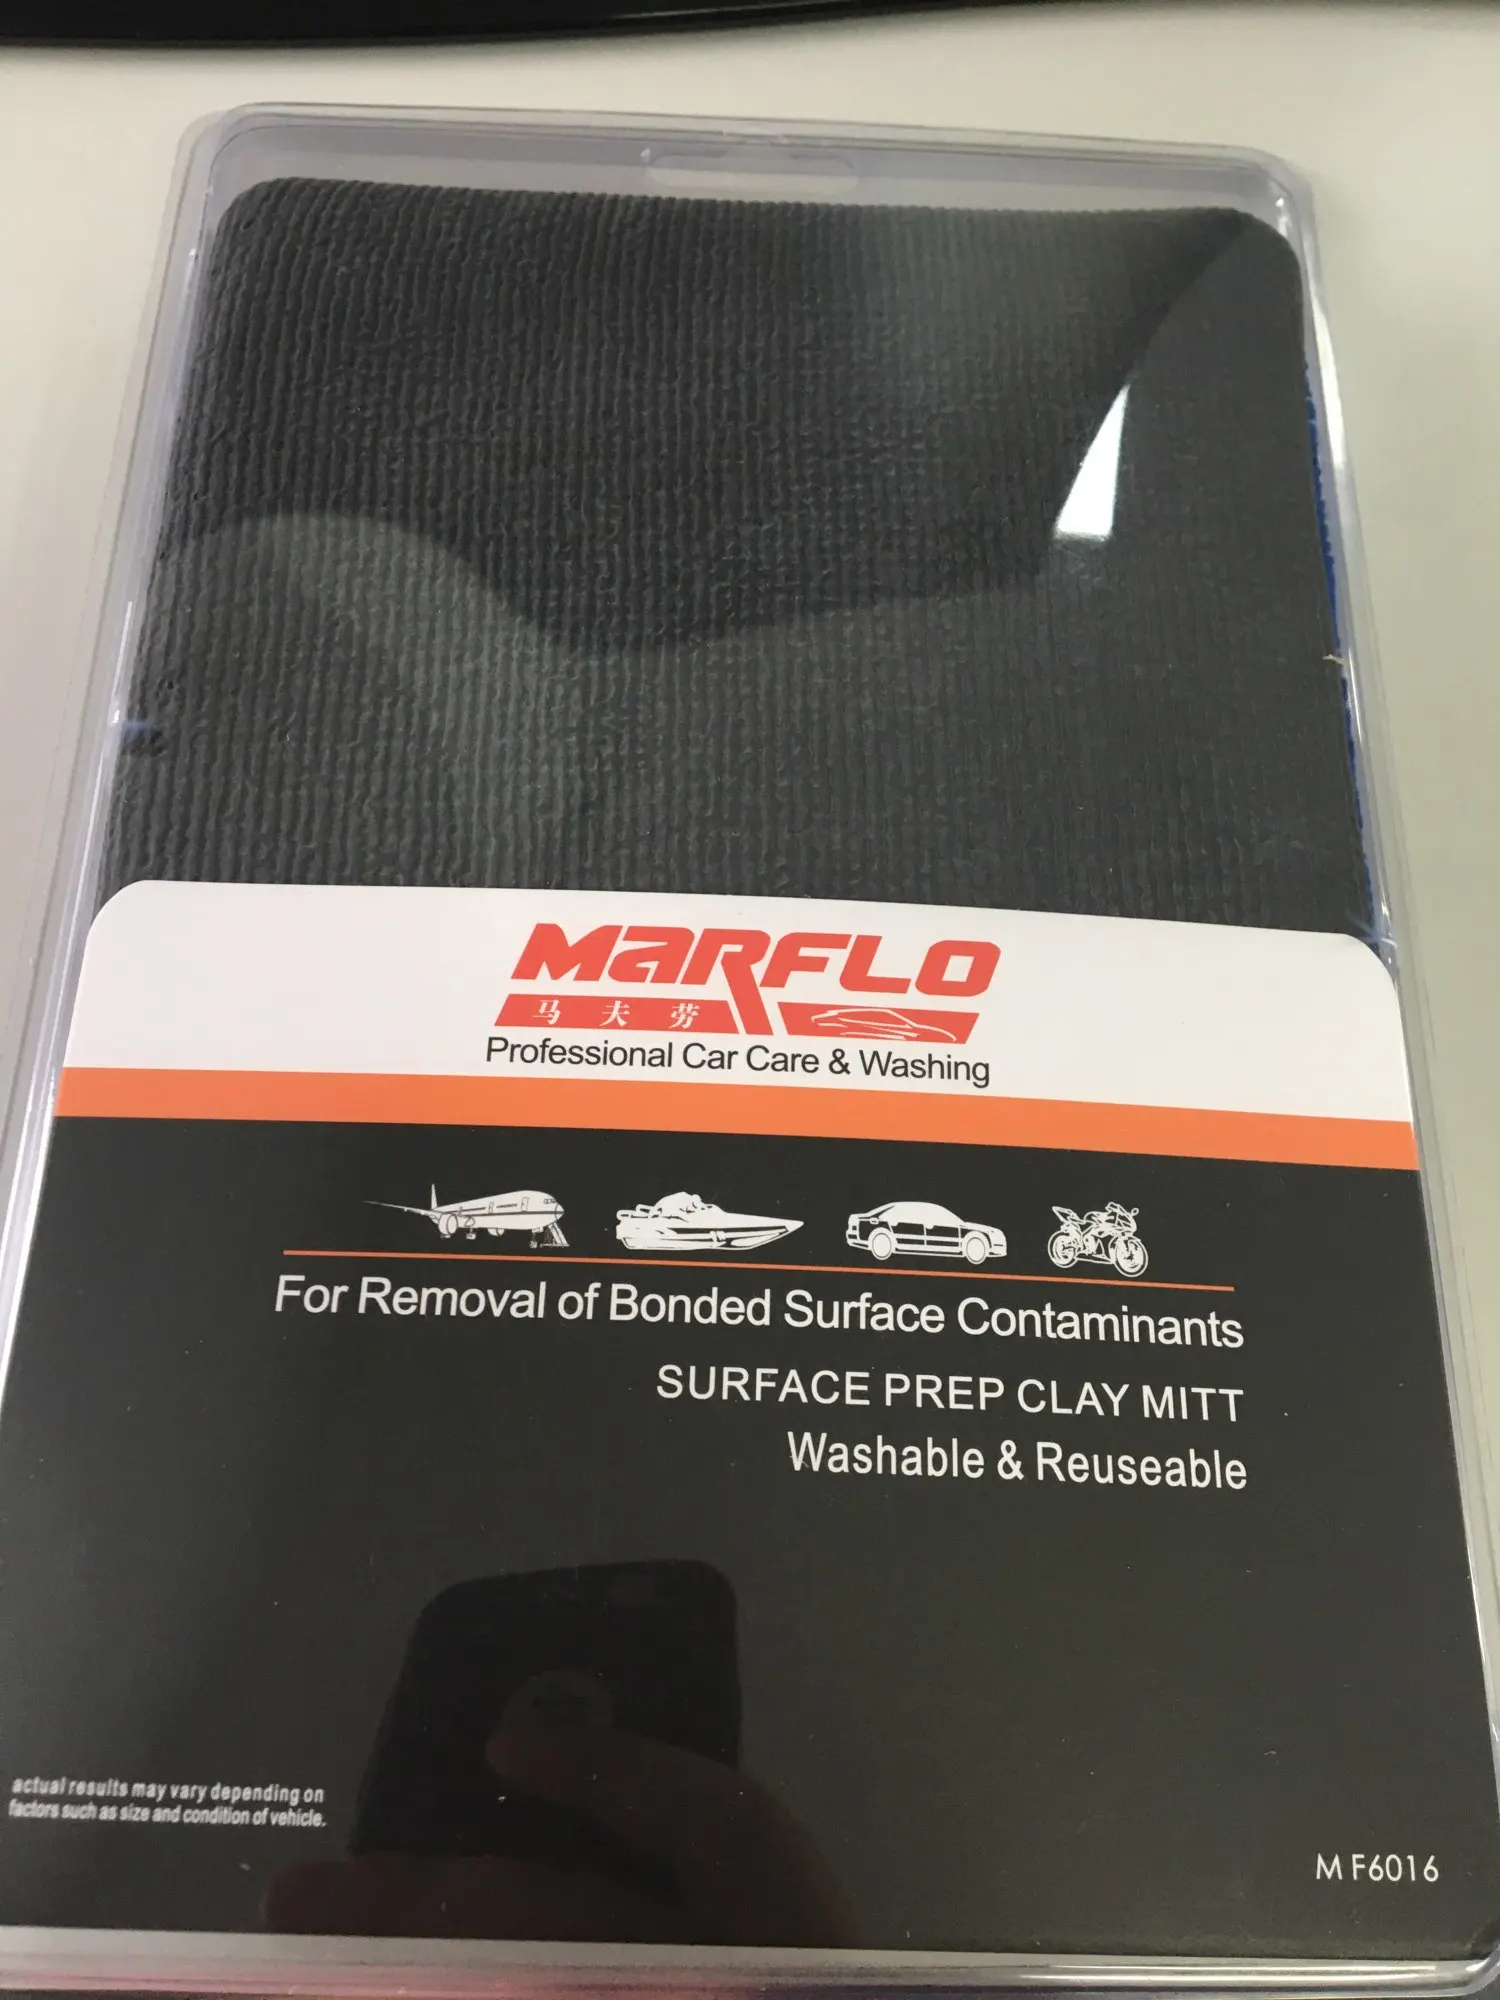 MARFLO
马夫劳
Professional Car Care & Washing
For Removal of Bonded Surface Contaminants
SURFACE PREP CLAY MITT
Washable & Reuseable
actual results may vary depending on
factors such as size and condition of vehicle.
MF6016